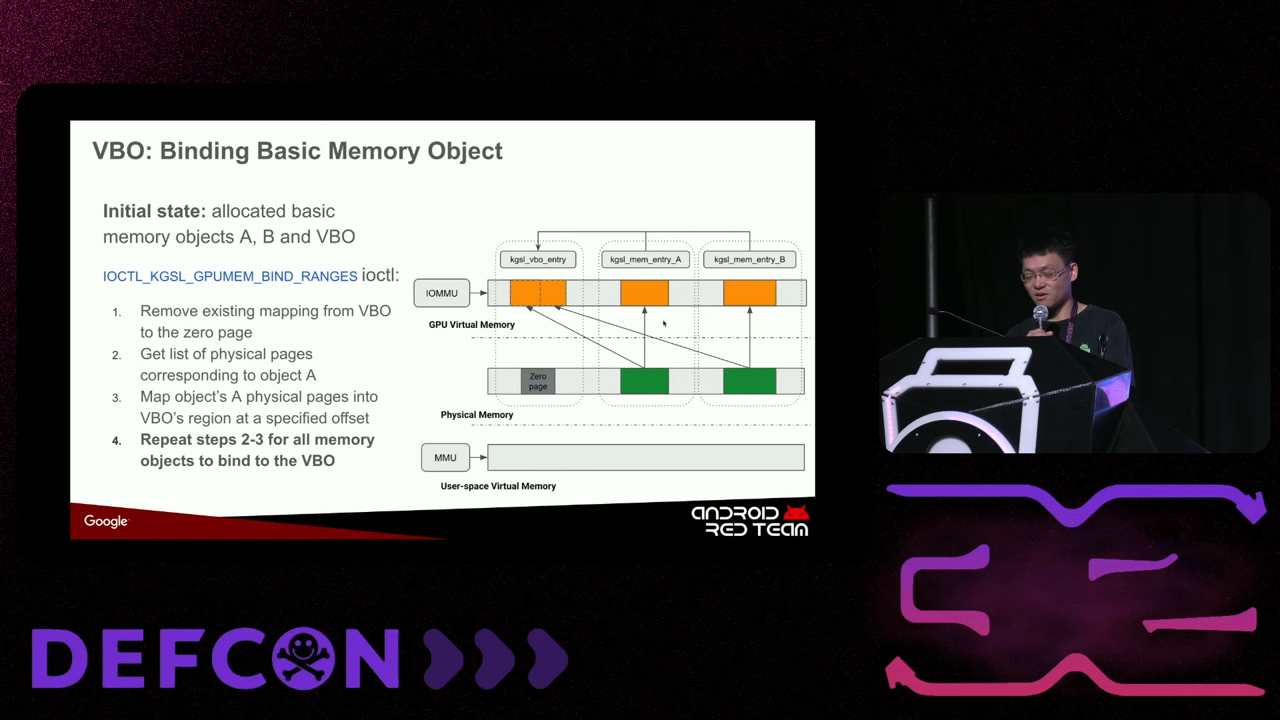 VBO: Binding Basic Memory Object
Initial state: allocated basic
memory objects A, B and VBO
IOCTL_KGSL_GPUMEM_BIND_RANGES ioctl:
1. Remove existing mapping from VBO
to the zero page
2. Get list of physical pages
corresponding to object A
3. Map object's A physical pages into
VBO's region at a specified offset
4. Repeat steps 2-3 for all memory
objects to bind to the VBO
kgsl_vbo_entry
kgsl_mem_entry_A
kgsl_mem_entry_B
IOMMU
GPU Virtual Memory
Zero
page
Physical Memory
MMU
User-space Virtual Memory
Google
ANDROID
RED TEAM
DEFCON